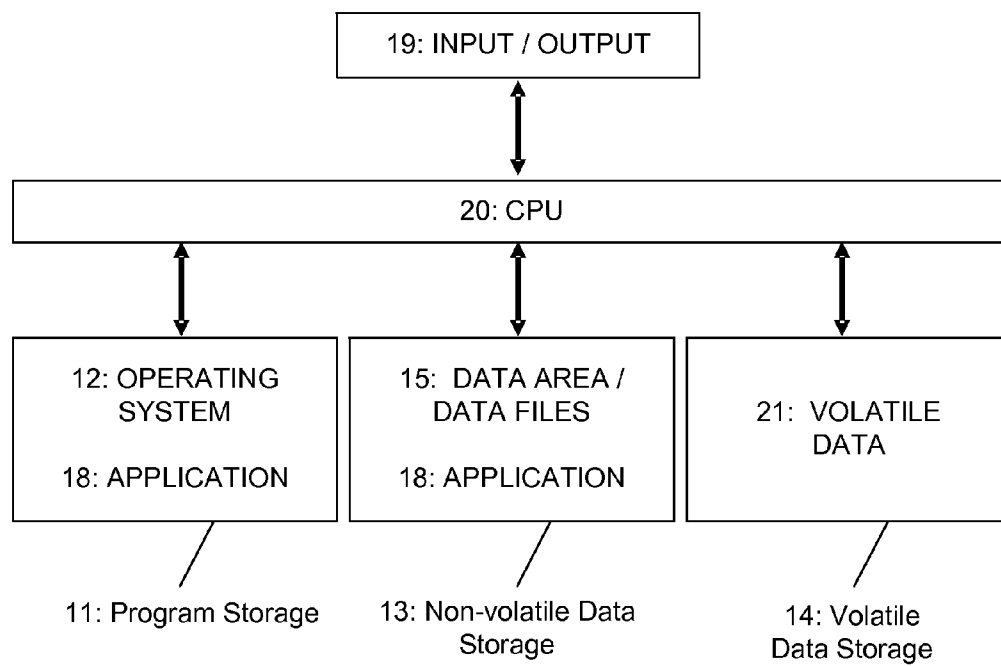 19: INPUT / OUTPUT
20: CPU
12: OPERATING
SYSTEM
18: APPLICATION
15: DATA AREA /
DATA FILES
18: APPLICATION
21: VOLATILE
DATA
11: Program Storage
13: Non-volatile Data
Storage
14: Volatile
Data Storage